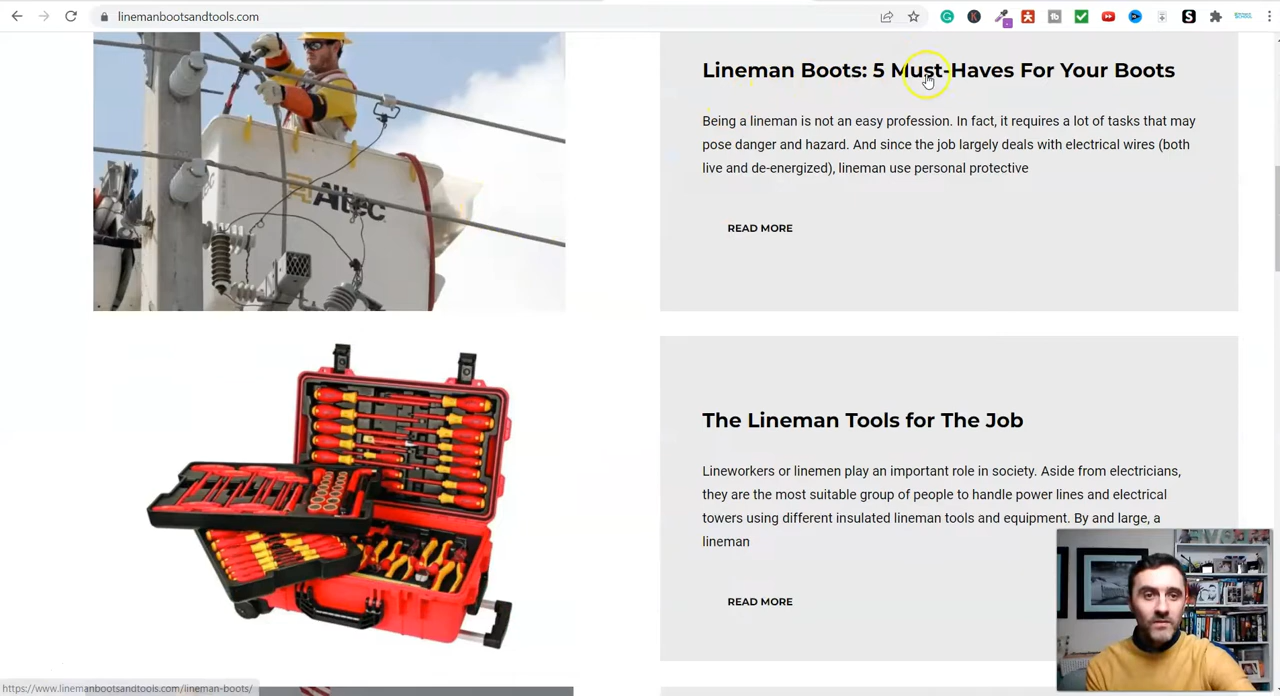 linemanbootsandtools.com
Lineman Boots: 5 Must-Haves For Your Boots
Being a lineman is not an easy profession. In fact, it requires a lot of tasks that may
pose danger and hazard. And since the job largely deals with electrical wires (both
live and de-energized), lineman use personal protective
READ MORE
Altec
The Lineman Tools for The Job
Lineworkers or linemen play an important role in society. Aside from electricians,
they are the most suitable group of people to handle power lines and electrical
towers using different insulated lineman tools and equipment. By and large, a
lineman
READ MORE
https://www.linemanbootsandtools.com/lineman-boots/